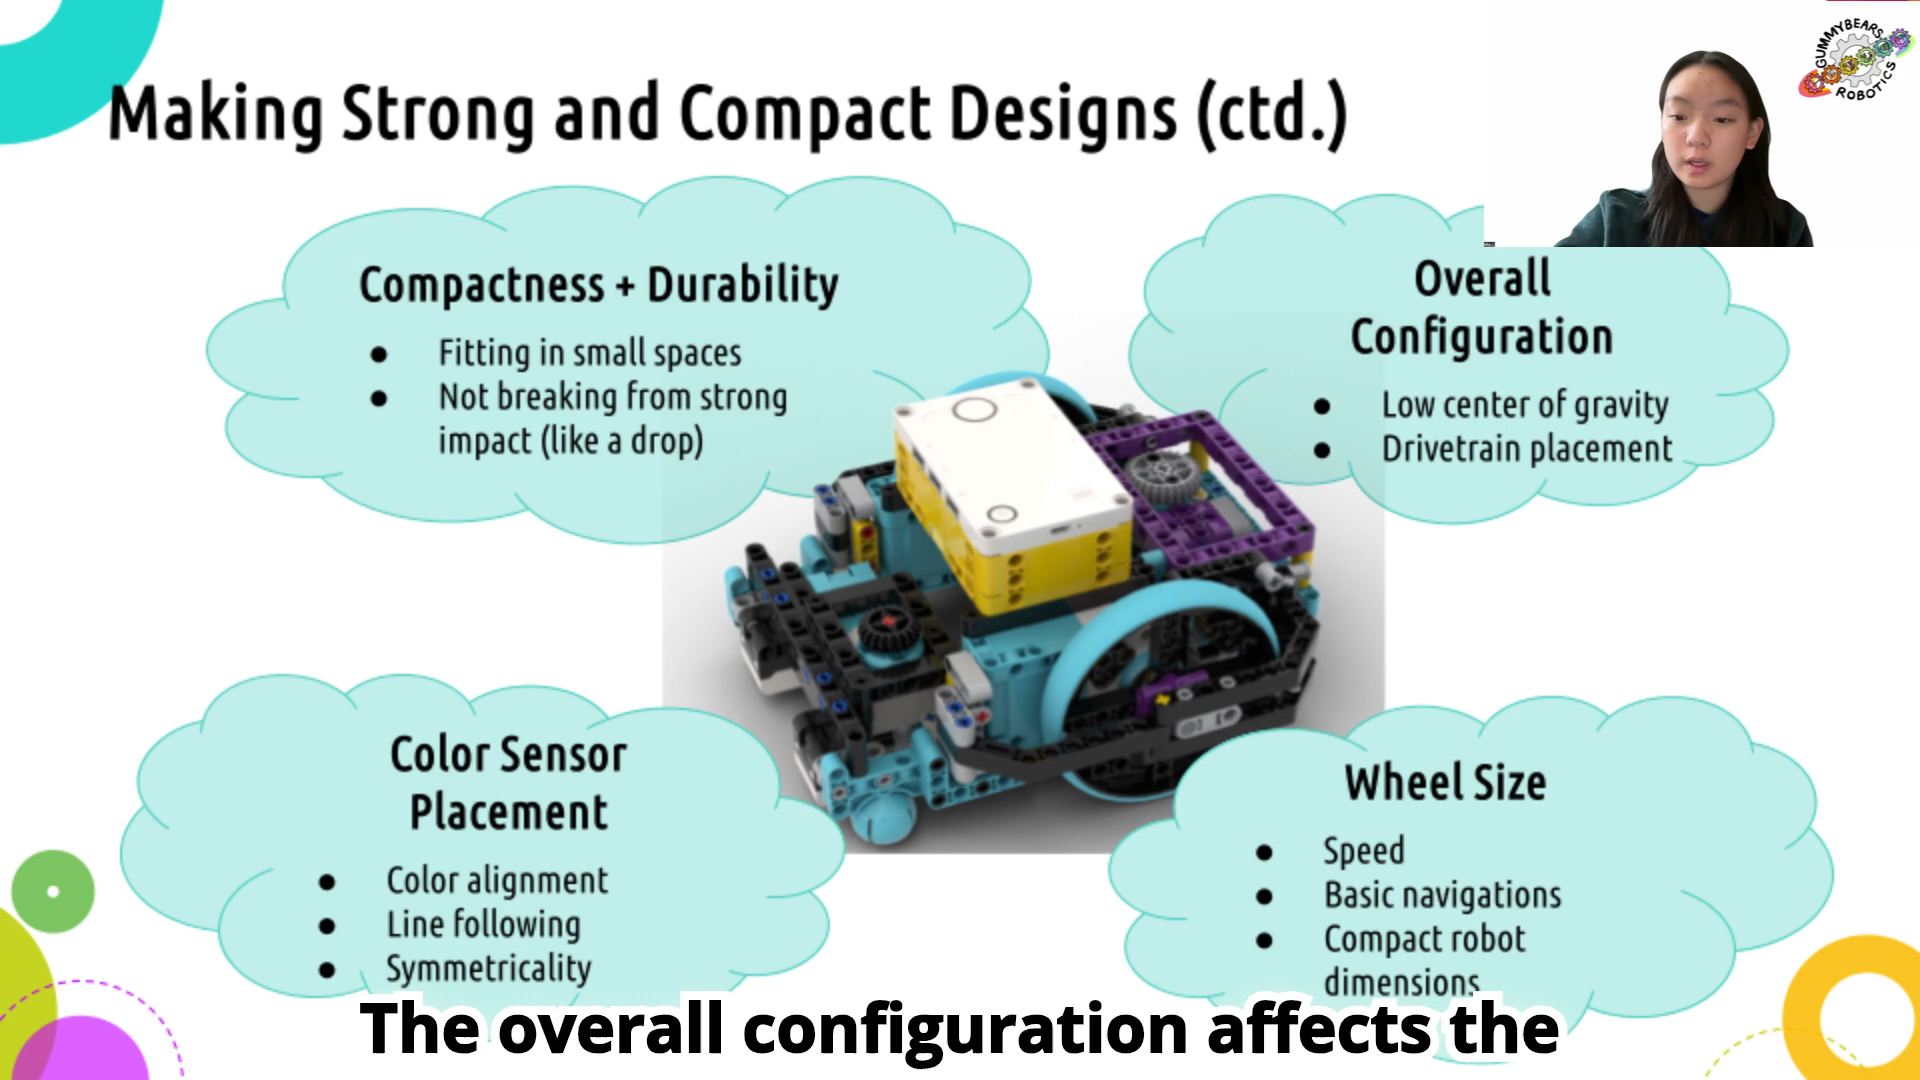 Making Strong and Compact Designs (ctd.)
GUMMYBEARS
ROBOTICS
Compactness + Durability
● Fitting in small spaces
● Not breaking from strong
impact (like a drop)
Overall
Configuration
● Low center of gravity
● Drivetrain placement
Color Sensor
Placement
● Color alignment
● Line following
● Symmetricality
Wheel Size
● Speed
● Basic navigations
● Compact robot
dimensions
The overall configuration affects the